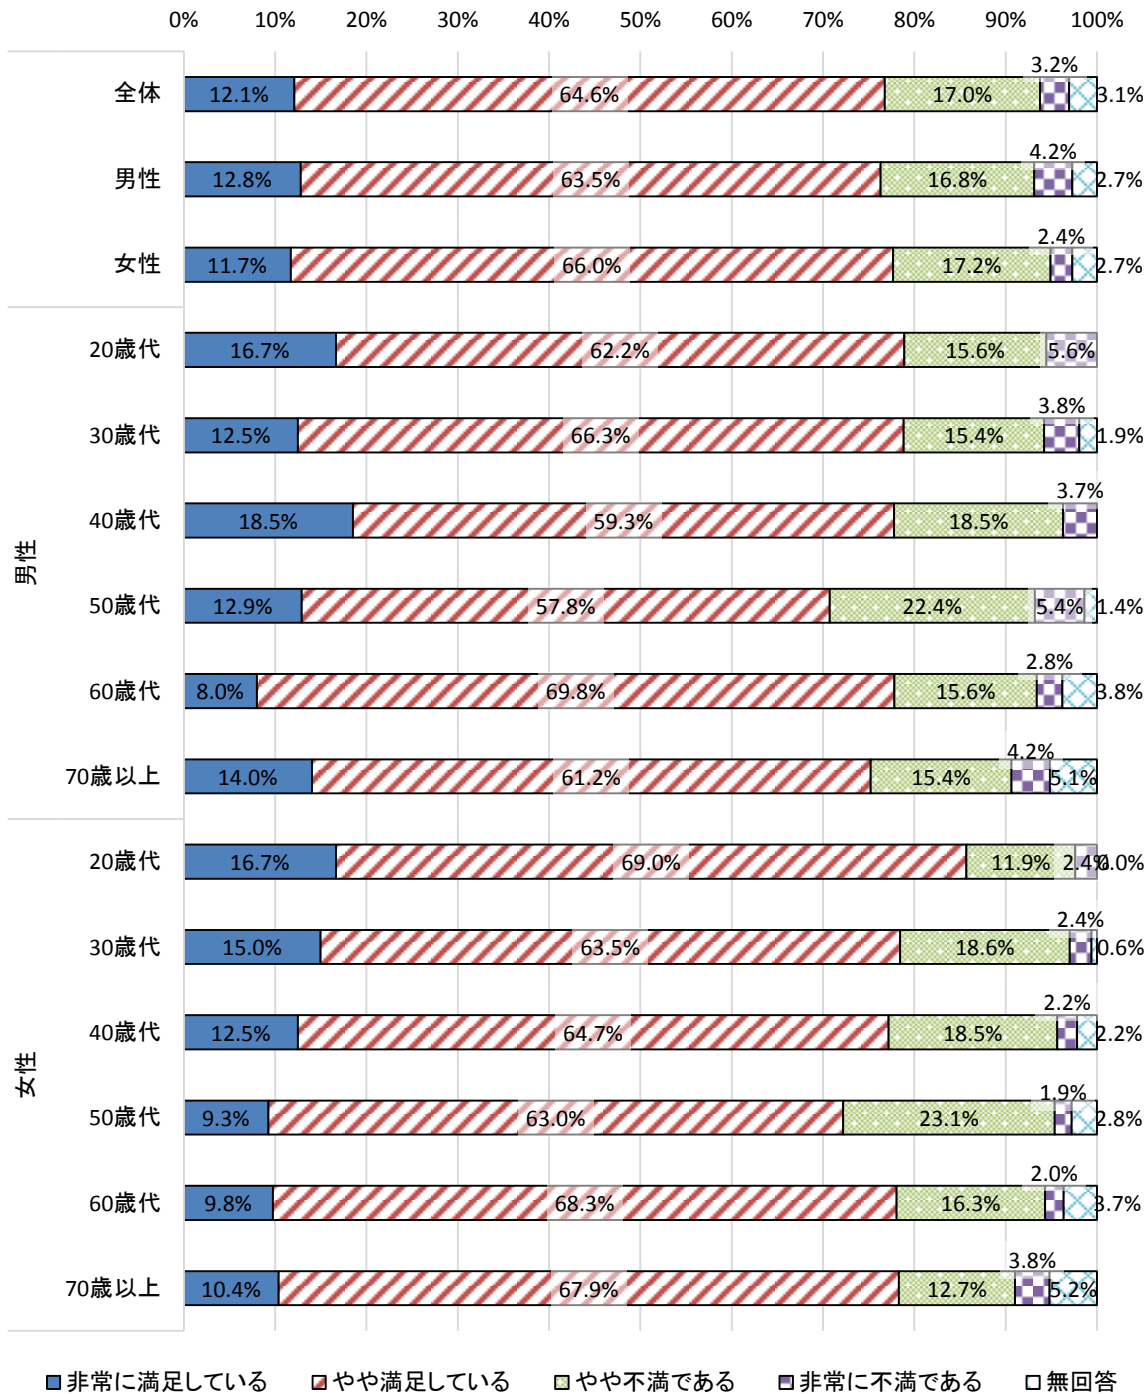 0% 10% 20% 30% 40% 50% 60% 70% 80% 90% 100%
全体 12.1% 64.6% 17.0% 3.2% 3.1%
男性 12.8% 63.5% 16.8% 4.2% 2.7%
女性 11.7% 66.0% 17.2% 2.4% 2.7%
男性
20歳代 16.7% 62.2% 15.6% 5.6%
30歳代 12.5% 66.3% 15.4% 3.8% 1.9%
40歳代 18.5% 59.3% 18.5% 3.7%
50歳代 12.9% 57.8% 22.4% 5.4% 1.4%
60歳代 8.0% 69.8% 15.6% 2.8% 3.8%
70歳以上 14.0% 61.2% 15.4% 4.2% 5.1%
女性
20歳代 16.7% 69.0% 11.9% 2.4% 0.0%
30歳代 15.0% 63.5% 18.6% 2.4% 0.6%
40歳代 12.5% 64.7% 18.5% 2.2% 2.2%
50歳代 9.3% 63.0% 23.1% 1.9% 2.8%
60歳代 9.8% 68.3% 16.3% 2.0% 3.7%
70歳以上 10.4% 67.9% 12.7% 3.8% 5.2%
非常に満足している やや満足している やや不満である 非常に不満である 無回答